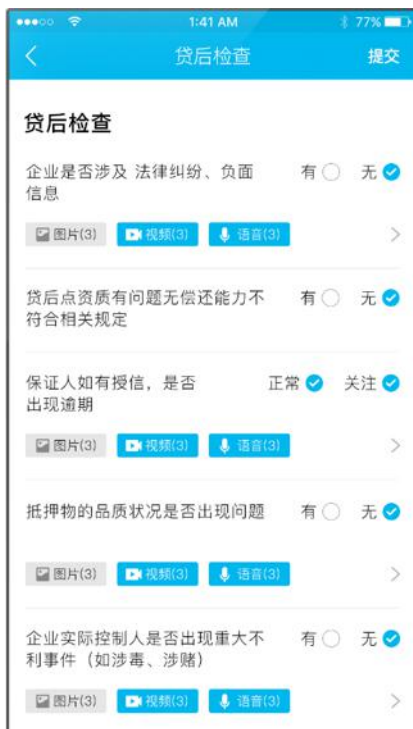 1:41 AM
77%
贷后检查
提交
贷后检查
企业是否涉及 法律纠纷、负面
有
无
信息
图片(3)
视频(3)
语音(3)
贷后点资质有问题无偿还能力不
有
无
符合相关规定
保证人如有授信，是否
正常
关注
出现逾期
图片(3)
视频(3)
语音(3)
抵押物的品质状况是否出现问题
有
无
图片(3)
视频(3)
语音(3)
企业实际控制人是否出现重大不
有
无
利事件（如涉毒、涉赌）
图片(3)
视频(3)
语音(3)